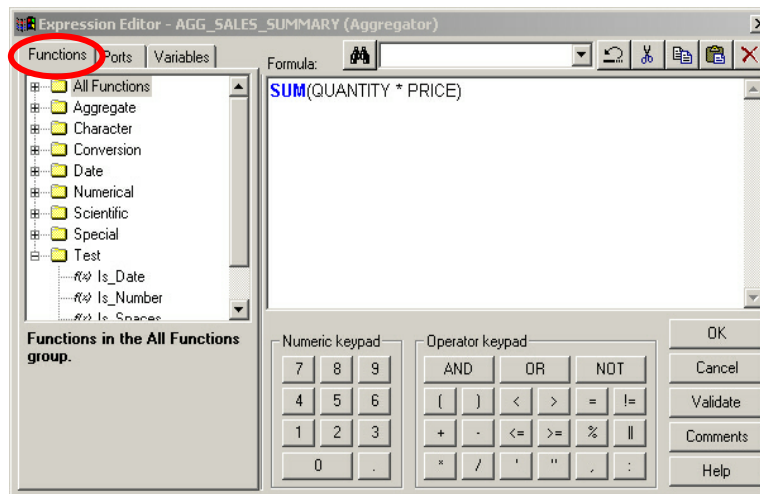 Expression Editor - AGG_SALES_SUMMARY (Aggregator)
Functions Ports Variables
Formula:
SUM(QUANTITY * PRICE)
All Functions
Aggregate
Character
Conversion
Date
Numerical
Scientific
Special
Test
f(x) Is_Date
f(x) Is_Number
f(x) Is_Spaces
Functions in the All Functions
group.
Numeric keypad
7 8 9
4 5 6
1 2 3
0 .
Operator keypad
AND OR NOT
( ) < > = !=
+ - <= >= % ||
* / ' " , :
OK
Cancel
Validate
Comments
Help